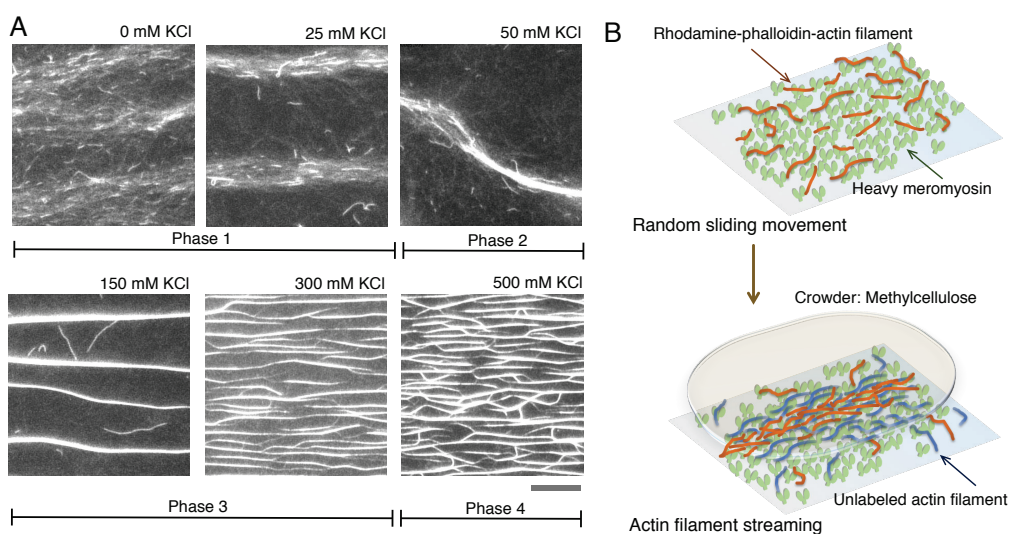 A
0 mM KCl
25 mM KCl
50 mM KCl
Phase 1
Phase 2
150 mM KCl
300 mM KCl
500 mM KCl
Phase 3
Phase 4
B
Rhodamine-phalloidin-actin filament
Heavy meromyosin
Random sliding movement
Crowder: Methylcellulose
Unlabeled actin filament
Actin filament streaming